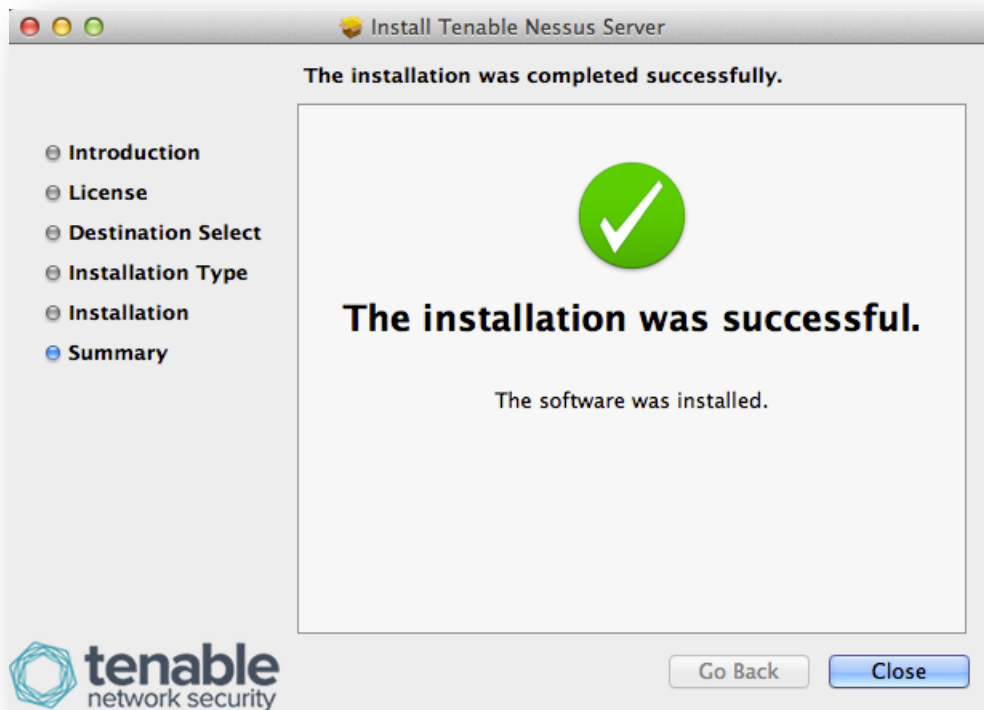 Install Tenable Nessus Server
The installation was completed successfully.
Introduction
License
Destination Select
Installation Type
Installation
Summary
The installation was successful.
The software was installed.
tenable
network security
Go Back
Close